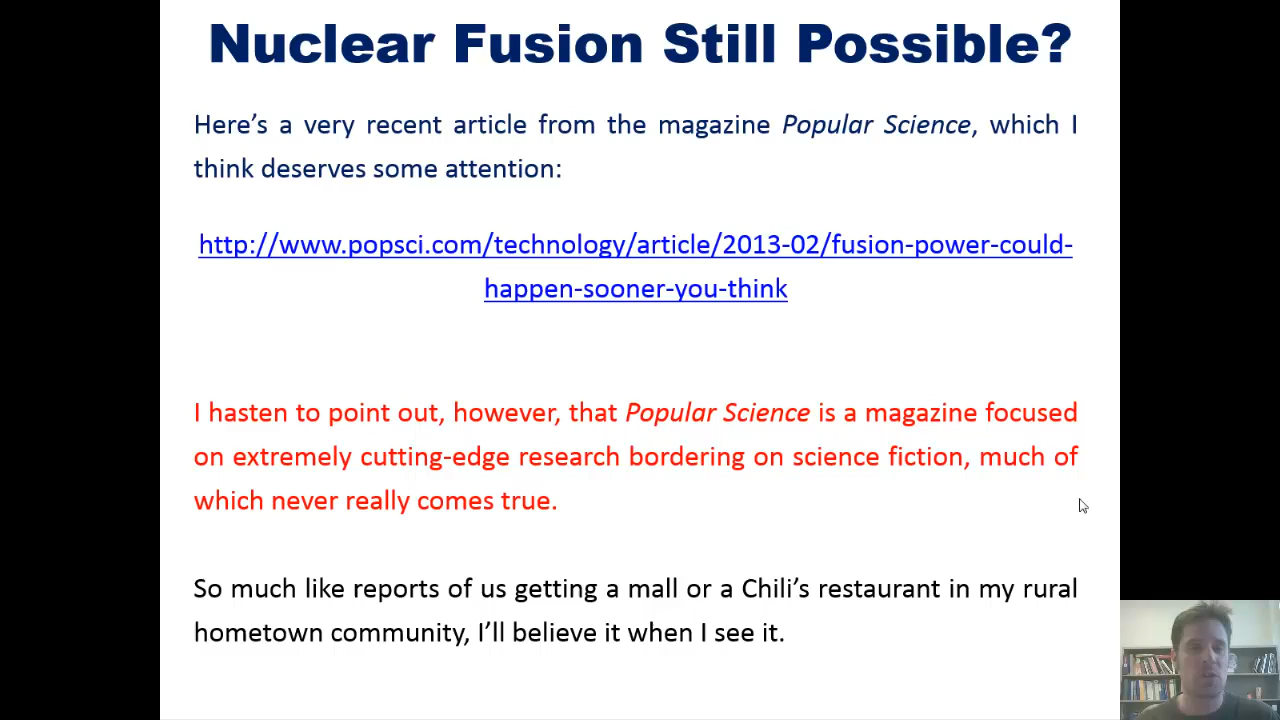 Nuclear Fusion Still Possible?
Here’s a very recent article from the magazine Popular Science, which I
think deserves some attention:
http://www.popsci.com/technology/article/2013-02/fusion-power-could-
happen-sooner-you-think
I hasten to point out, however, that Popular Science is a magazine focused
on extremely cutting-edge research bordering on science fiction, much of
which never really comes true.
So much like reports of us getting a mall or a Chili’s restaurant in my rural
hometown community, I’ll believe it when I see it.